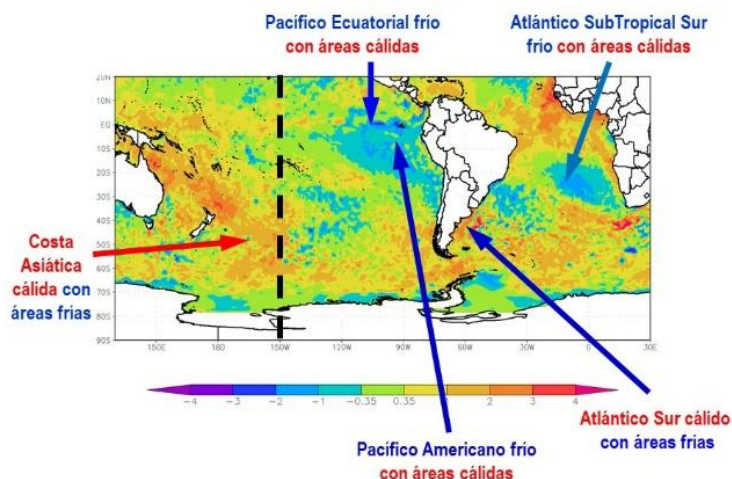 Pacífico Ecuatorial frío
con áreas cálidas
Atlántico SubTropical Sur
frío con áreas cálidas
20N
10N
EQ
10S
20S
30S
40S
50S
60S
70S
80S
90S
Costa
Asiática
cálida con
áreas frías
150E
180
150W
120W
90W
60W
30W
0
30E
-4
-3
-2
-1
-0.35
0.35
1
2
3
4
Pacífico Americano frío
con áreas cálidas
Atlántico Sur cálido
con áreas frías